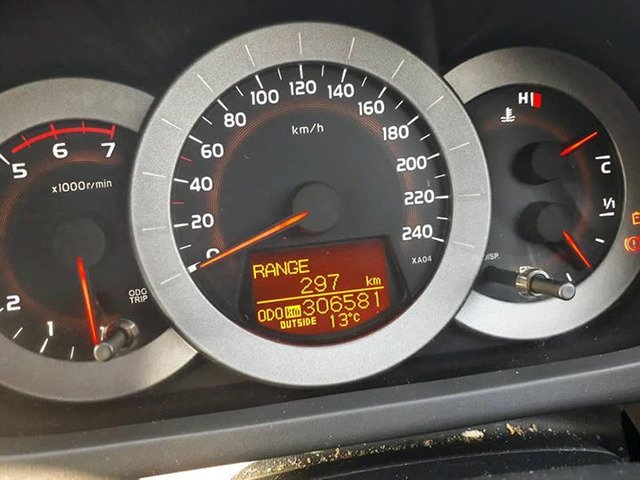 5 6 7
x1000r/min
ODO
TRIP
2
1
0 20 40 60 80 100 120 140 160 180 200 220 240
km/h
XA04
RANGE
297 km
ODO km 306581
OUTSIDE 13°C
H
C
1/1
DISP.